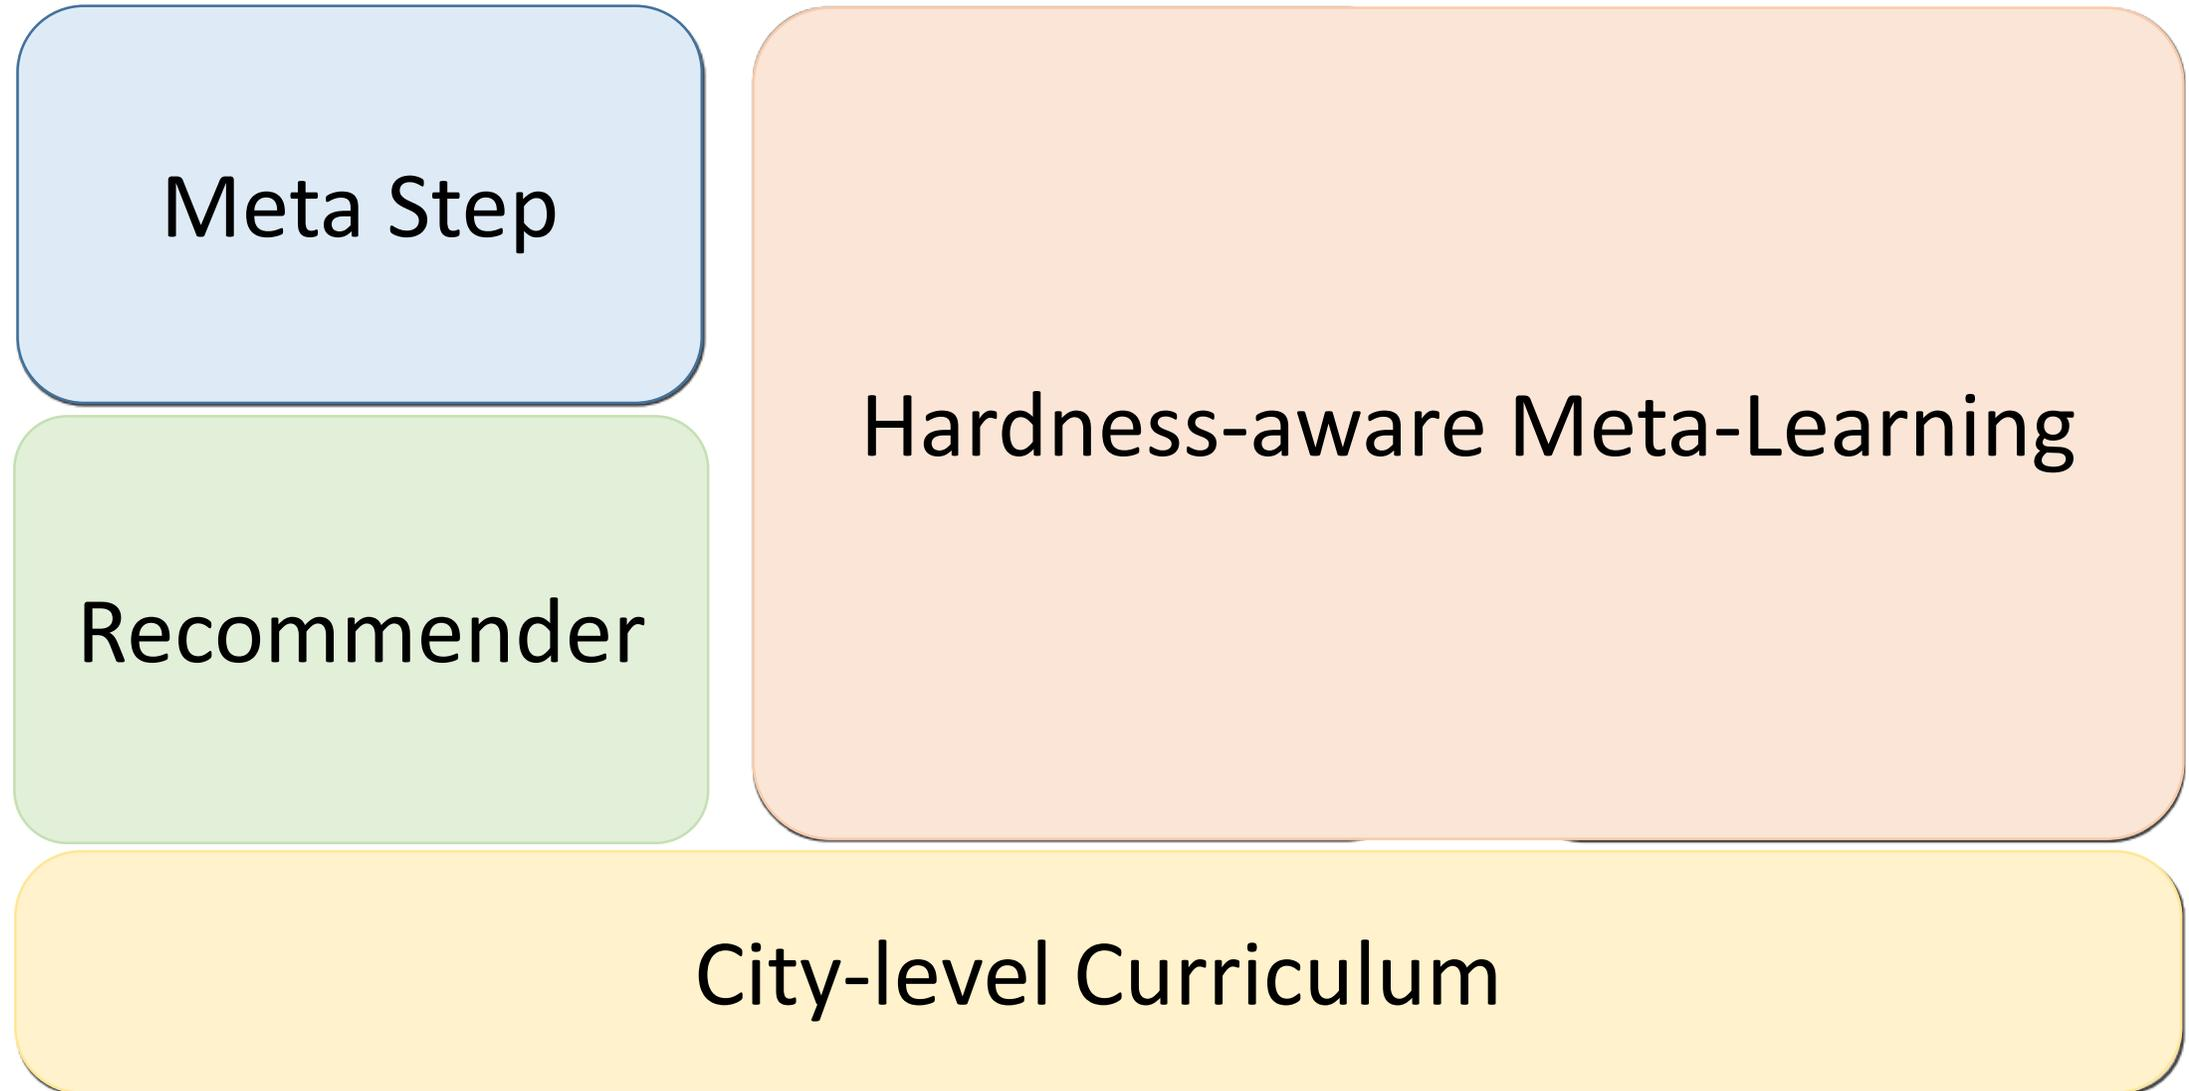 Meta Step
Hardness-aware Meta-Learning
Recommender
City-level Curriculum